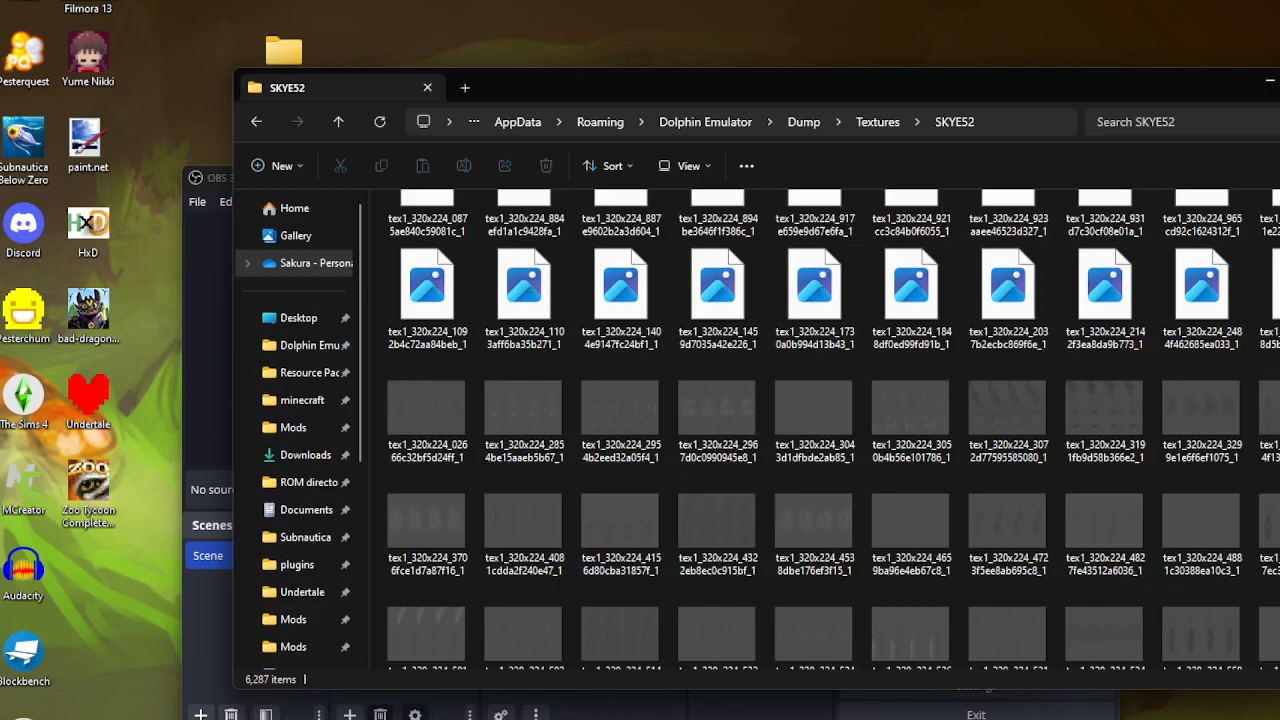 Filmora 13
Pesterquest
Yume Nikki
Subnautica
Below Zero
paint.net
Discord
HxD
Pesterchum
bad-dragon...
The Sims 4
Undertale
MCreator
Zoo Tycoon
Complete...
Audacity
Blockbench
OBS 3
File Ed
No sour
Scenes
Scene
Exit
SKYE52
AppData
Roaming
Dolphin Emulator
Dump
Textures
SKYE52
Search SKYE52
New
Sort
View
Home
Gallery
Sakura - Persona
Desktop
Dolphin Emu
Resource Pac
minecraft
Mods
Downloads
ROM directo
Documents
Subnautica
plugins
Undertale
Mods
Mods
tex1_320x224_087 tex1_320x224_884 tex1_320x224_887 tex1_320x224_894 tex1_320x224_917 tex1_320x224_921 tex1_320x224_923 tex1_320x224_931 tex1_320x224_965
5ae840c59081c_1 efd1a1c9428fa_1 e9602b2a3d604_1 be3646f1f386c_1 e659e9d67e6fa_1 cc3c84b0f6055_1 aaee46523d327_1 d7c30cf08e01a_1 cd92c1624312f_1
tex1_320x224_109 tex1_320x224_110 tex1_320x224_140 tex1_320x224_145 tex1_320x224_173 tex1_320x224_184 tex1_320x224_203 tex1_320x224_214 tex1_320x224_248
2b4c72aa84beb_1 3aff6ba35b271_1 4e9147fc24bf1_1 9d7035a42e226_1 0a0b994d13b43_1 8df0ed99fd91b_1 7b2ecbc869f6e_1 2f3ea8da9b773_1 4f462685ea033_1
tex1_320x224_026 tex1_320x224_285 tex1_320x224_295 tex1_320x224_296 tex1_320x224_304 tex1_320x224_305 tex1_320x224_307 tex1_320x224_319 tex1_320x224_329
66c32bf5d24ff_1 4be15aaeb5b67_1 4b2eed32a05f4_1 7d0c0990945e8_1 3d1dfbde2ab85_1 0b4b56e101786_1 2d77595585080_1 1fb9d58b366e2_1 9e1e6f6ef1075_1
tex1_320x224_370 tex1_320x224_408 tex1_320x224_415 tex1_320x224_432 tex1_320x224_453 tex1_320x224_465 tex1_320x224_472 tex1_320x224_482 tex1_320x224_488
6fce1d7a87f16_1 1cdda2f240e47_1 6d80cba31857f_1 2eb8ec0c915bf_1 8dbe176ef3f15_1 9ba96e4eb67c8_1 3f5ee8ab695c8_1 7fe43512a6036_1 1c30388ea10c3_1
6,287 items